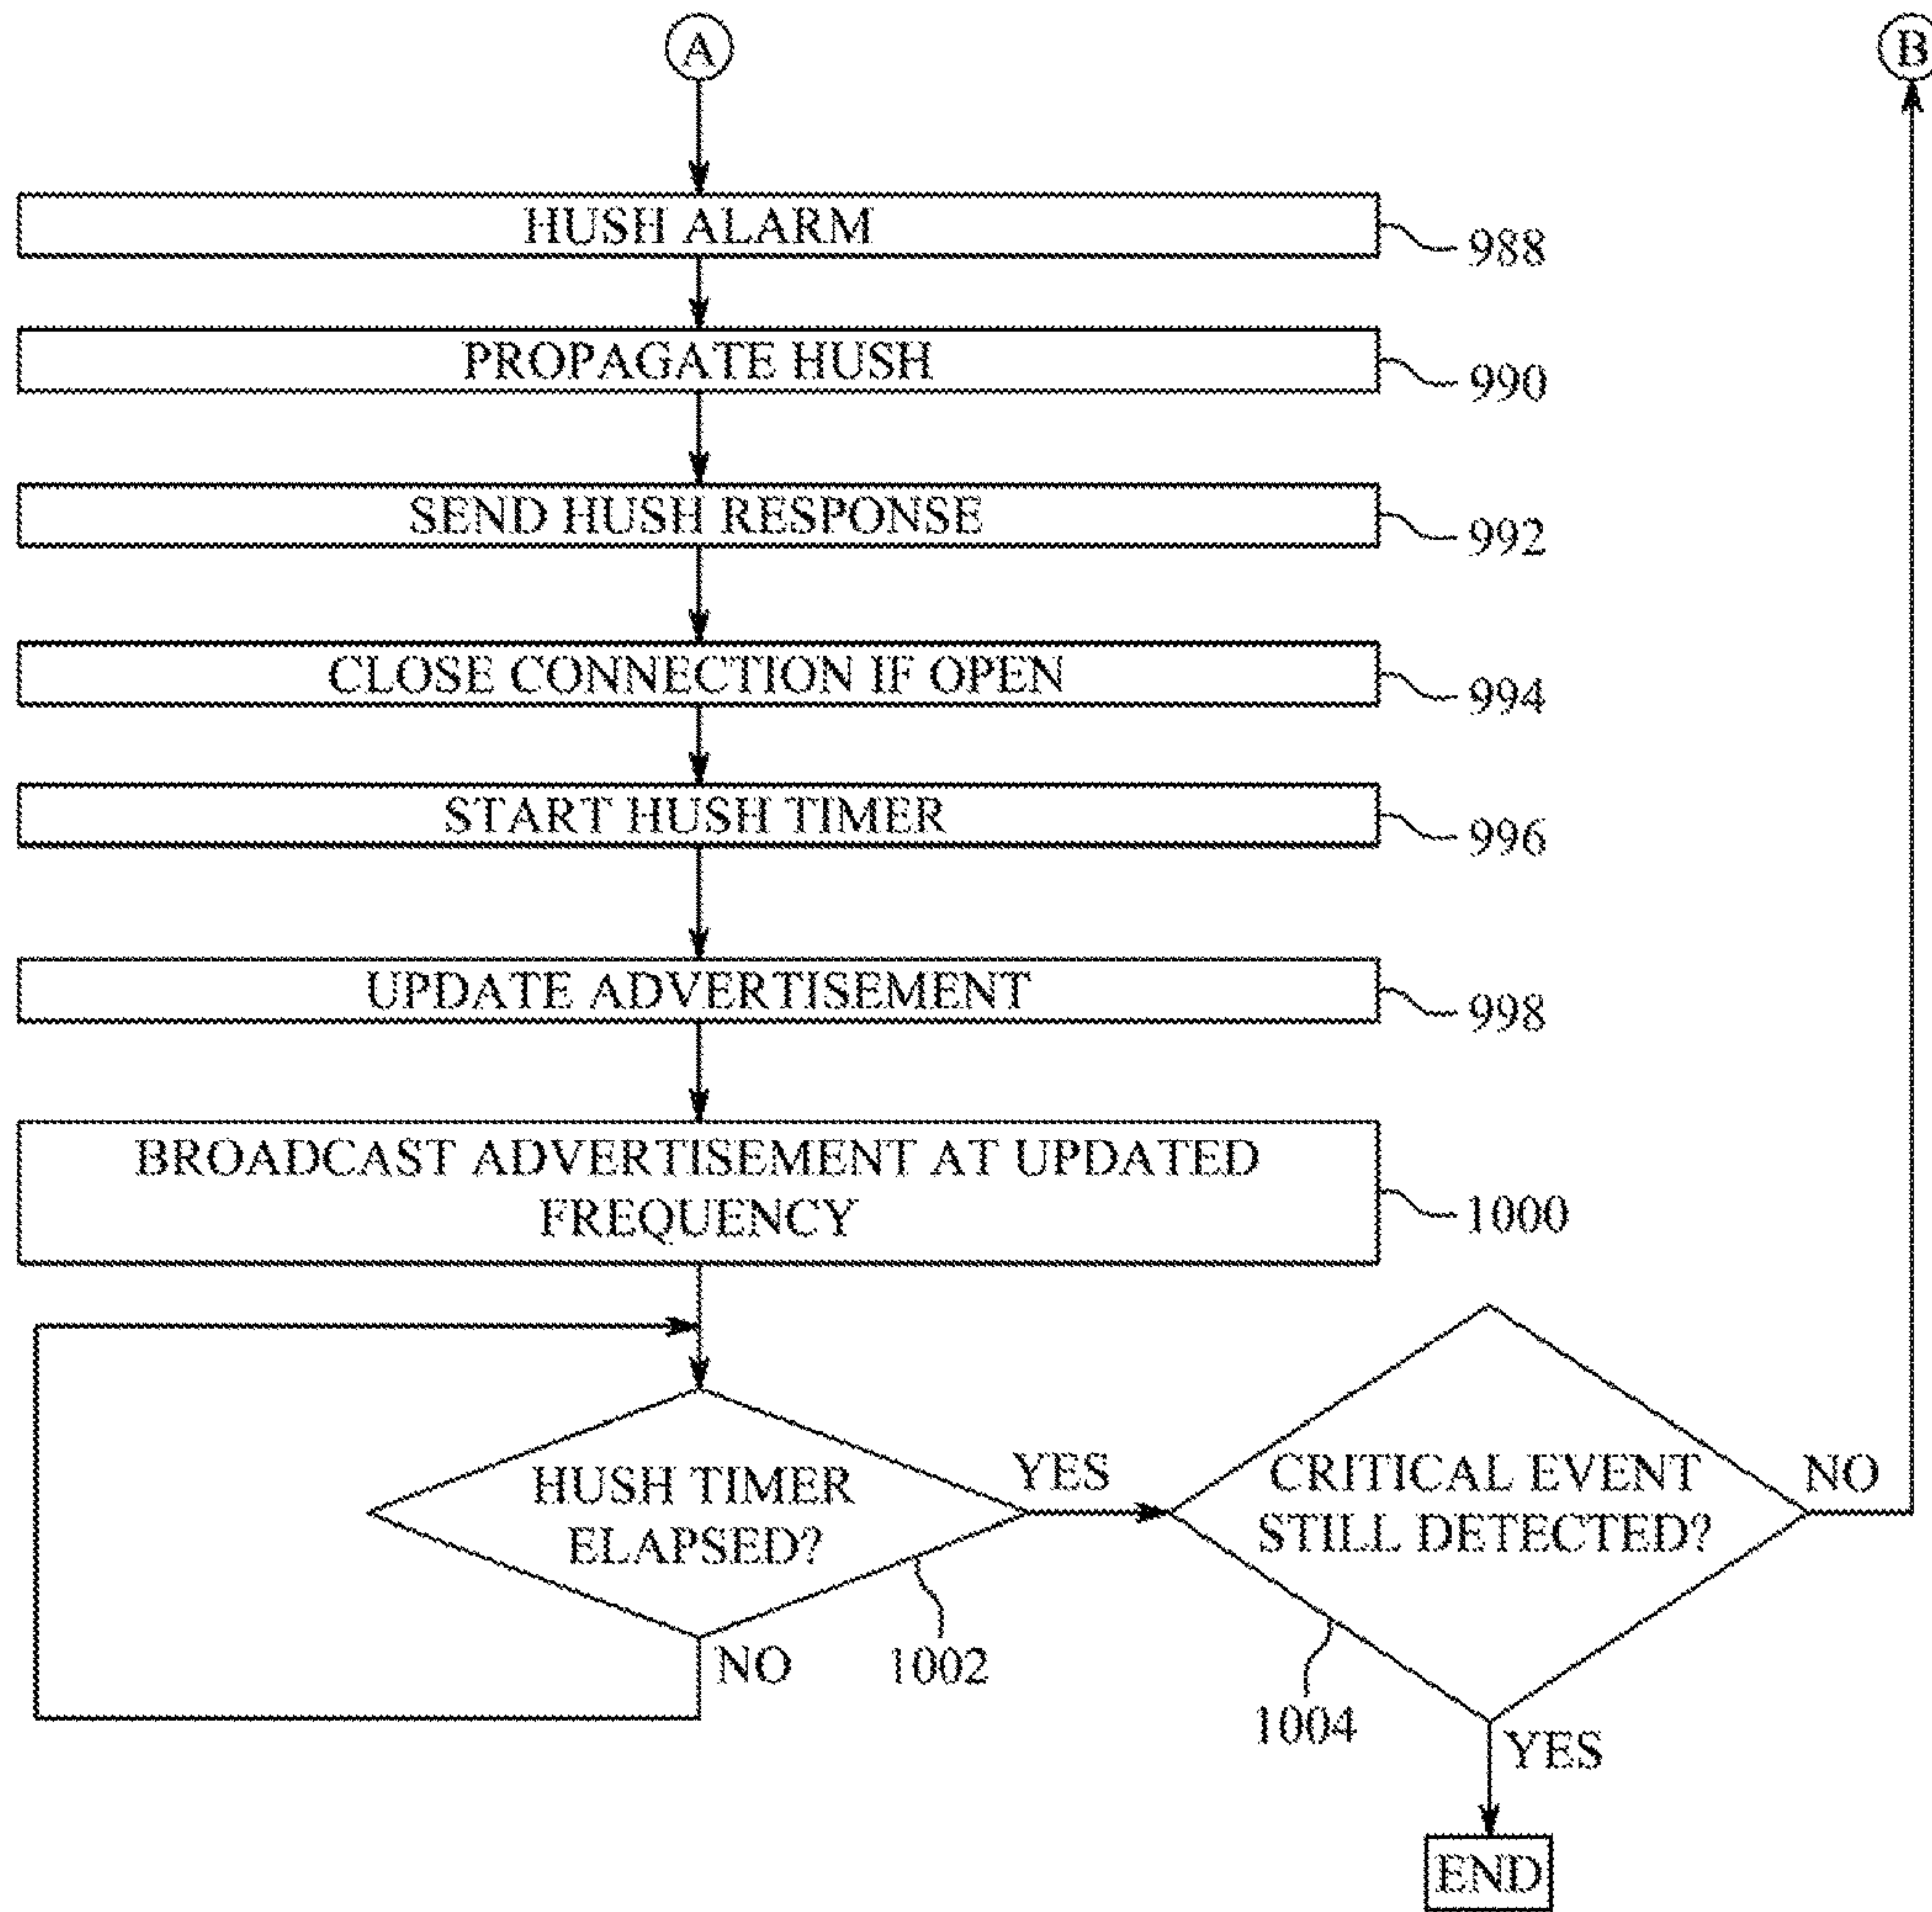 A
B
HUSH ALARM
988
PROPAGATE HUSH
990
SEND HUSH RESPONSE
992
CLOSE CONNECTION IF OPEN
994
START HUSH TIMER
996
UPDATE ADVERTISEMENT
998
BROADCAST ADVERTISEMENT AT UPDATED
FREQUENCY
1000
HUSH TIMER
ELAPSED?
YES
CRITICAL EVENT
STILL DETECTED?
NO
NO
1002
1004
YES
END